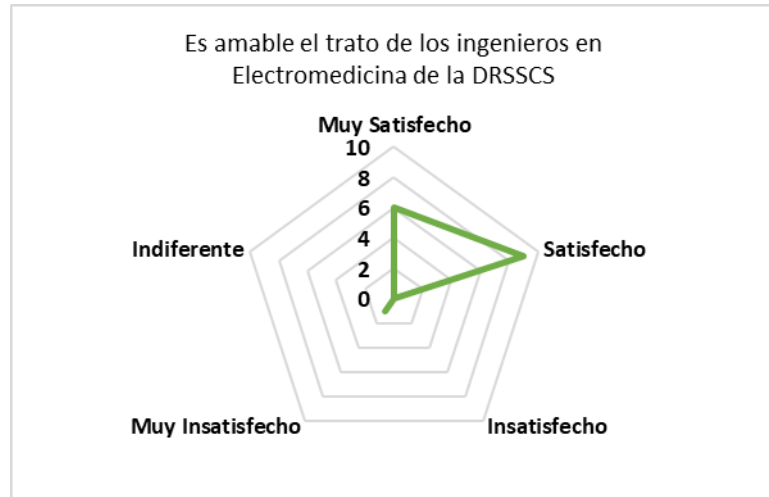 Es amable el trato de los ingenieros en
Electromedicina de la DRSSCS
Muy Satisfecho
10
8
6
4
2
0
Indiferente
Satisfecho
Muy Insatisfecho
Insatisfecho